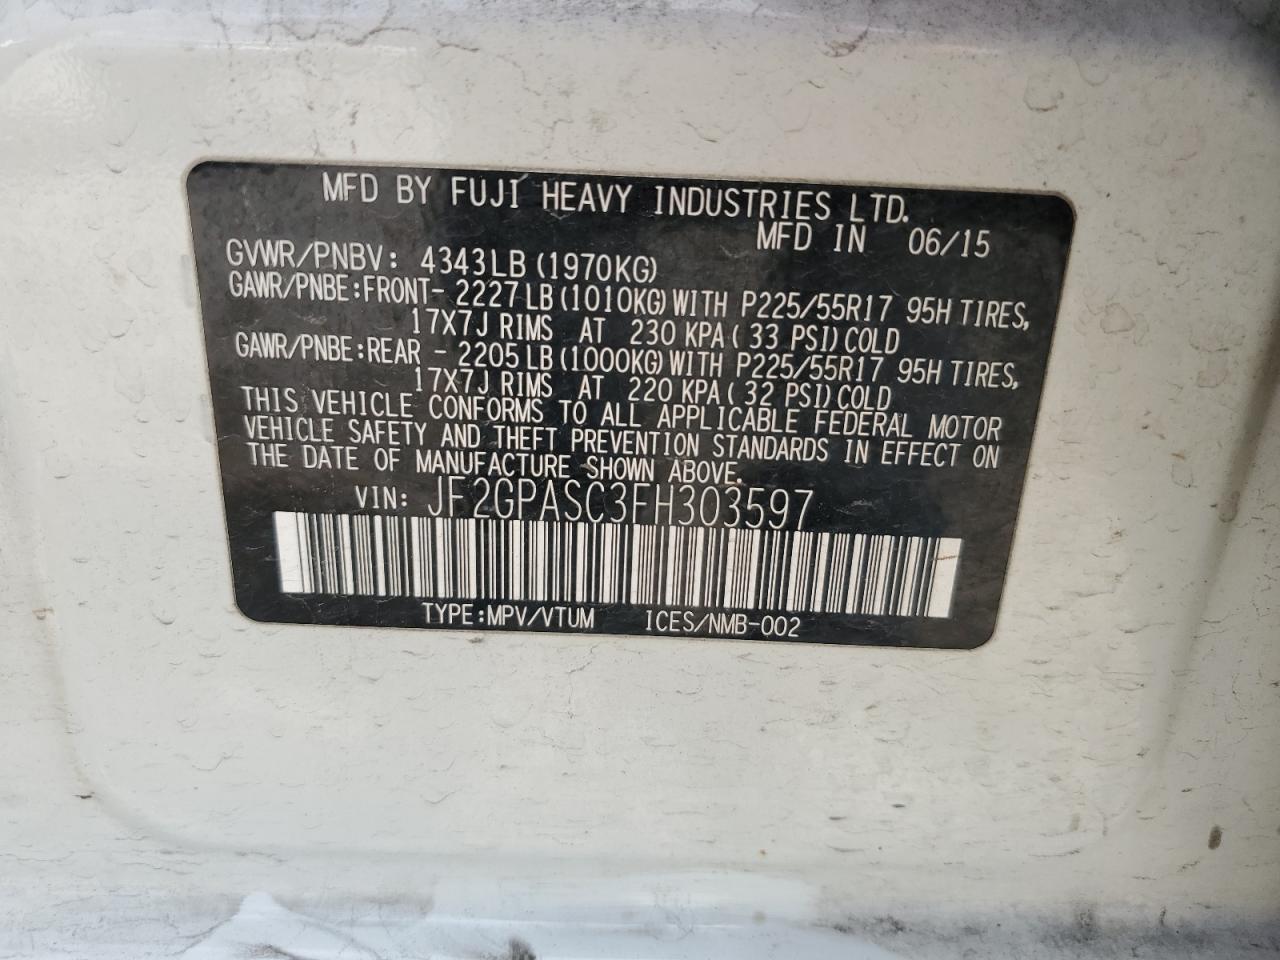 MFD BY FUJI HEAVY INDUSTRIES LTD.
MFD IN 06/15
GVWR/PNBV: 4343LB (1970KG)
GAWR/PNBE:FRONT- 2227 LB (1010KG) WITH P225/55R17 95H TIRES,
17X7J RIMS AT 230 KPA ( 33 PSI) COLD
GAWR/PNBE:REAR - 2205 LB (1000KG) WITH P225/55R17 95H TIRES,
17X7J RIMS AT 220 KPA ( 32 PSI) COLD
THIS VEHICLE CONFORMS TO ALL APPLICABLE FEDERAL MOTOR
VEHICLE SAFETY AND THEFT PREVENTION STANDARDS IN EFFECT ON
THE DATE OF MANUFACTURE SHOWN ABOVE.
VIN: JF2GPASC3FH303597
TYPE:MPV/VTUM ICES/NMB-002